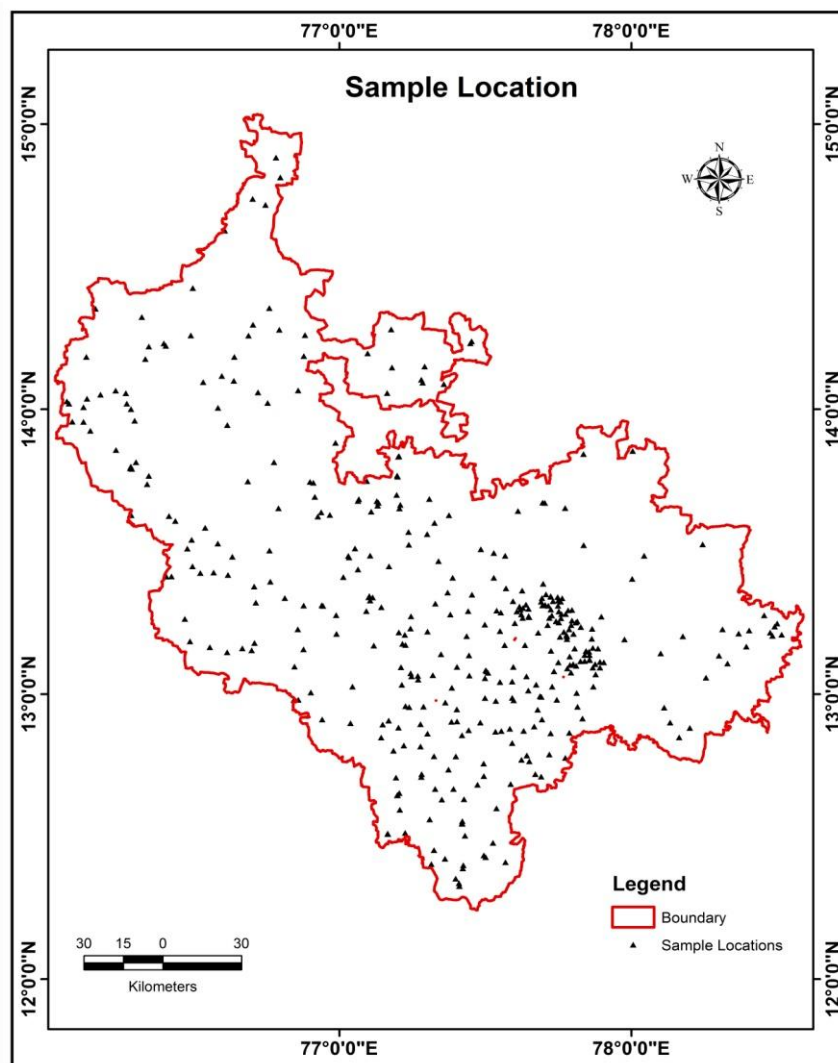 77°0'0"E 78°0'0"E
Sample Location
15°0'0"N 15°0'0"N
N
W E
S
14°0'0"N 14°0'0"N
13°0'0"N 13°0'0"N
Legend
Boundary
Sample Locations
30 15 0 30
Kilometers
12°0'0"N 12°0'0"N
77°0'0"E 78°0'0"E